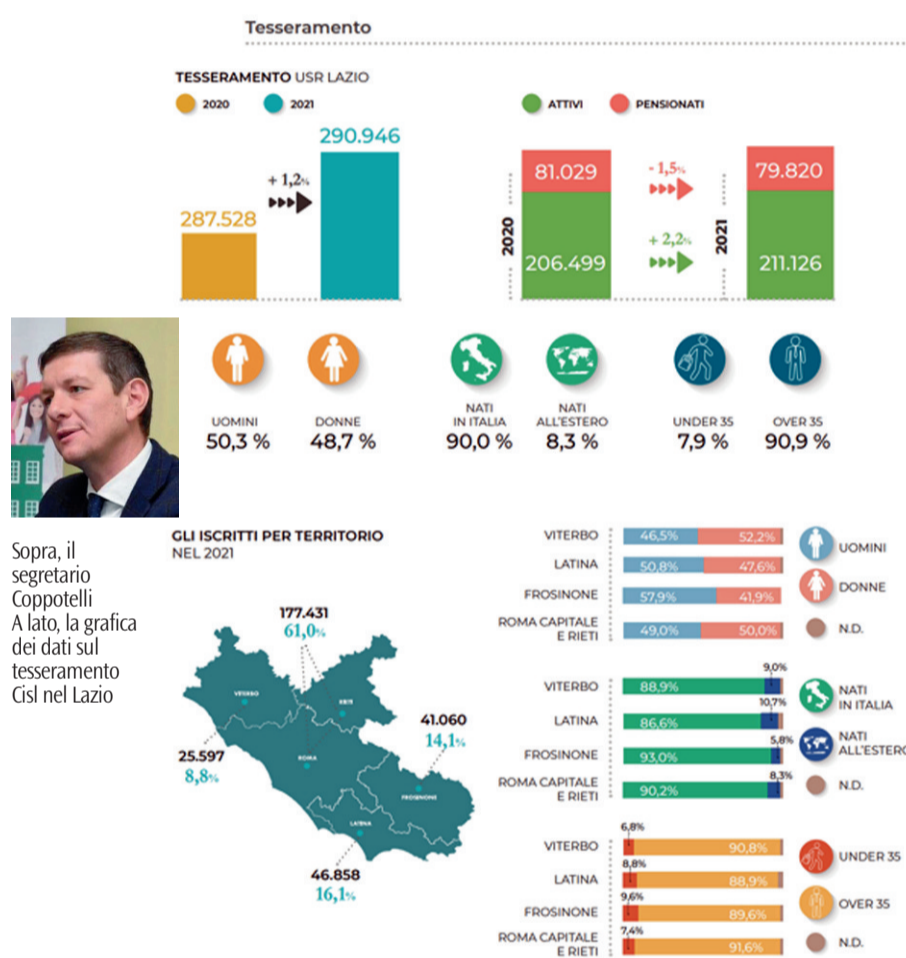 Tesseramento
TESSERAMENTO USR LAZIO
2020
2021
287.528
+ 1,2%
290.946
ATTIVI
PENSIONATI
2020
81.029
206.499
- 1,5%
+ 2,2%
2021
79.820
211.126
UOMINI
50,3 %
DONNE
48,7 %
NATI
IN ITALIA
90,0 %
NATI
ALL'ESTERO
8,3 %
UNDER 35
7,9 %
OVER 35
90,9 %
Sopra, il
segretario
Coppotelli
A lato, la grafica
dei dati sul
tesseramento
Cisl nel Lazio
GLI ISCRITTI PER TERRITORIO
NEL 2021
177.431
61,0%
VITERBO
RIETI
ROMA
FROSINONE
LATINA
25.597
8,8%
41.060
14,1%
46.858
16,1%
VITERBO
46,5%
52,2%
LATINA
50,8%
47,6%
FROSINONE
57,9%
41,9%
ROMA CAPITALE
E RIETI
49,0%
50,0%
UOMINI
DONNE
N.D.
VITERBO
88,9%
9,0%
LATINA
86,6%
10,7%
FROSINONE
93,0%
5,8%
ROMA CAPITALE
E RIETI
90,2%
8,3%
NATI
IN ITALIA
NATI
ALL'ESTERO
N.D.
VITERBO
6,8%
90,8%
LATINA
8,8%
88,9%
FROSINONE
9,6%
89,6%
ROMA CAPITALE
E RIETI
7,4%
91,6%
UNDER 35
OVER 35
N.D.